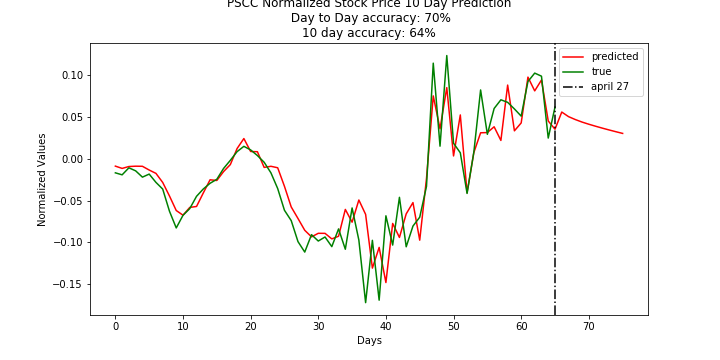 PSCC Normalized Stock Price 10 Day Prediction
Day to Day accuracy: 70%
10 day accuracy: 64%
predicted
true
april 27
Normalized Values
0.10
0.05
0.00
−0.05
−0.10
−0.15
0
10
20
30
40
50
60
70
Days